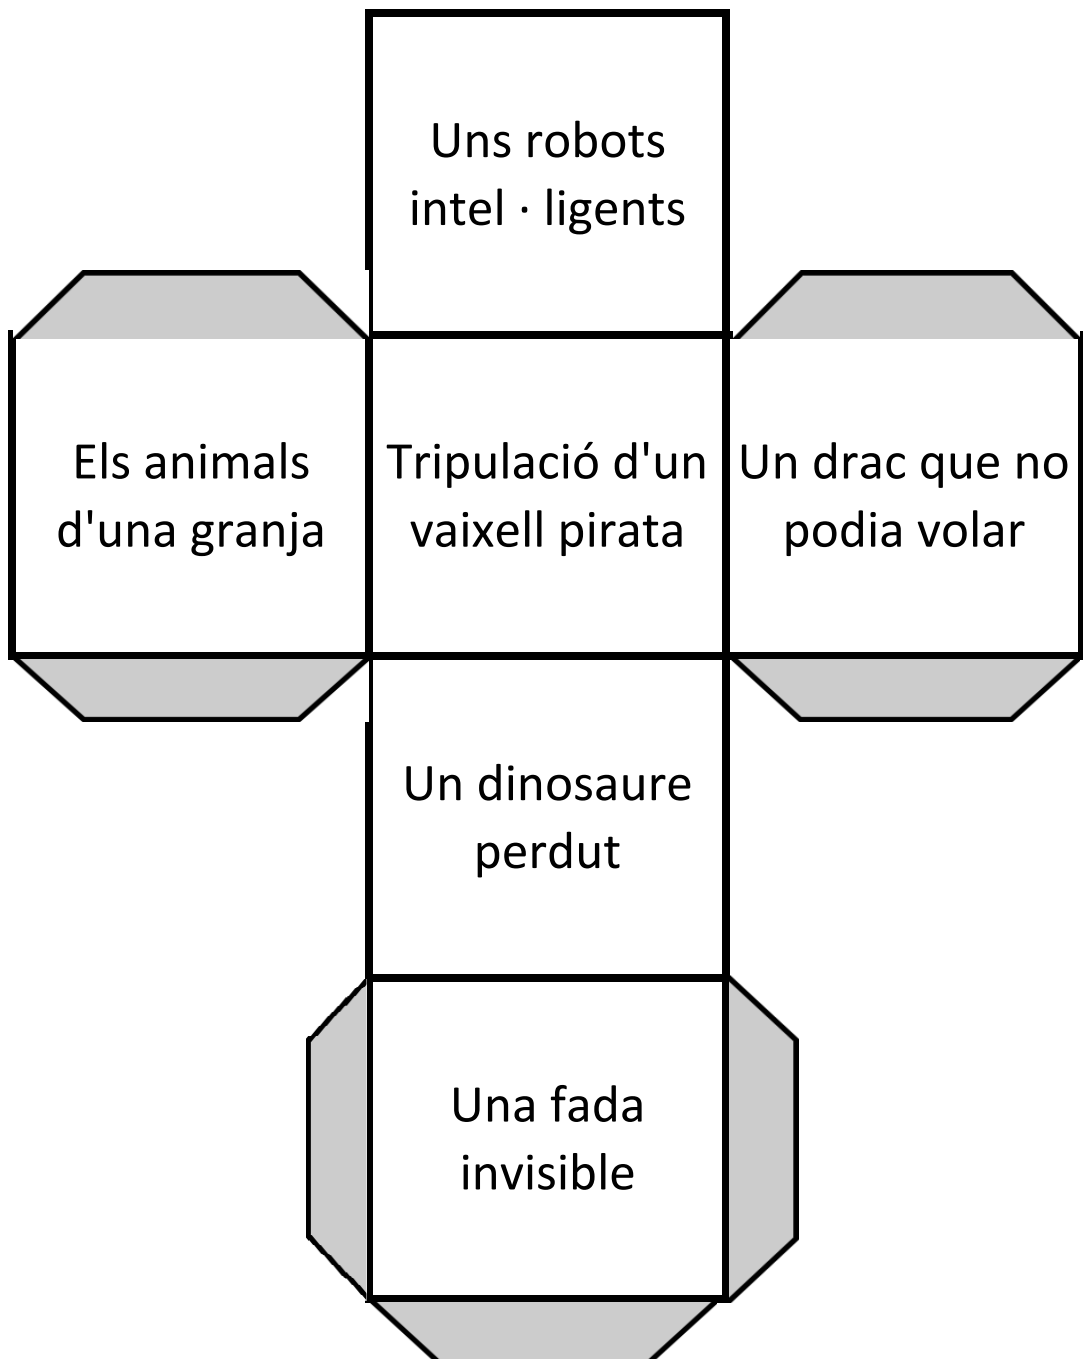 Uns robots
intel · ligents
Els animals
d'una granja
Tripulació d'un
vaixell pirata
Un drac que no
podia volar
Un dinosaure
perdut
Una fada
invisible